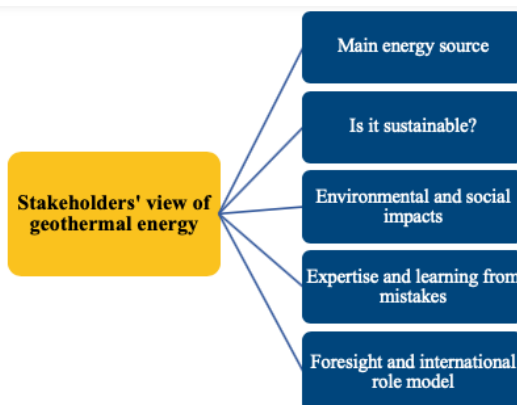 Stakeholders' view of
geothermal energy
Main energy source
Is it sustainable?
Environmental and social
impacts
Expertise and learning from
mistakes
Foresight and international
role model